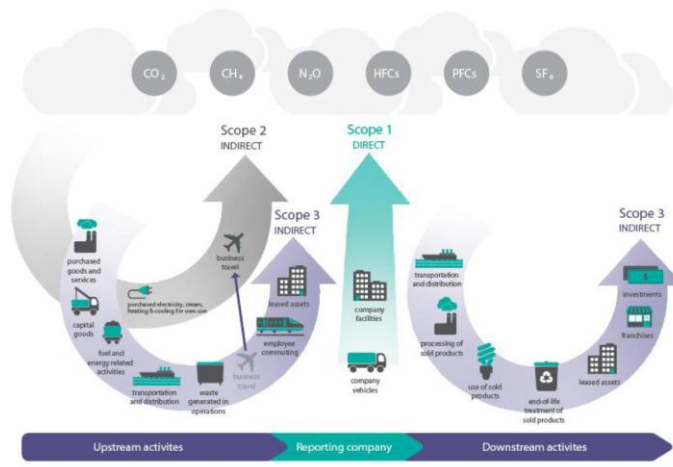 CO₂
CH₄
N₂O
HFCs
PFCs
SF₆
Scope 2
INDIRECT
Scope 1
DIRECT
Scope 3
INDIRECT
Scope 3
INDIRECT
purchased
goods and
services
capital
goods
fuel and
energy related
activities
purchased electricity, steam,
heating & cooling for own use
transportation
and distribution
waste
generated in
operations
business
travel
business
travel
employee
commuting
leased assets
company
facilities
company
vehicles
transportation
and distribution
processing of
sold products
use of sold
products
end-of-life
treatment of
sold products
leased assets
franchises
investments
$
Upstream activites
Reporting company
Downstream activites